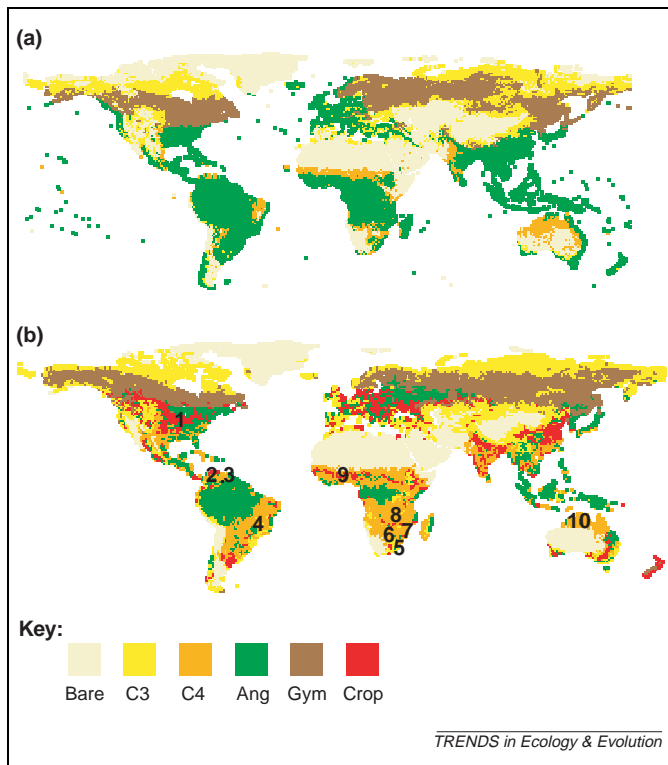 (a)
(b)
1
2 3 9
4 8
6 7 10
5
Key:
Bare C3 C4 Ang Gym Crop
TRENDS in Ecology & Evolution